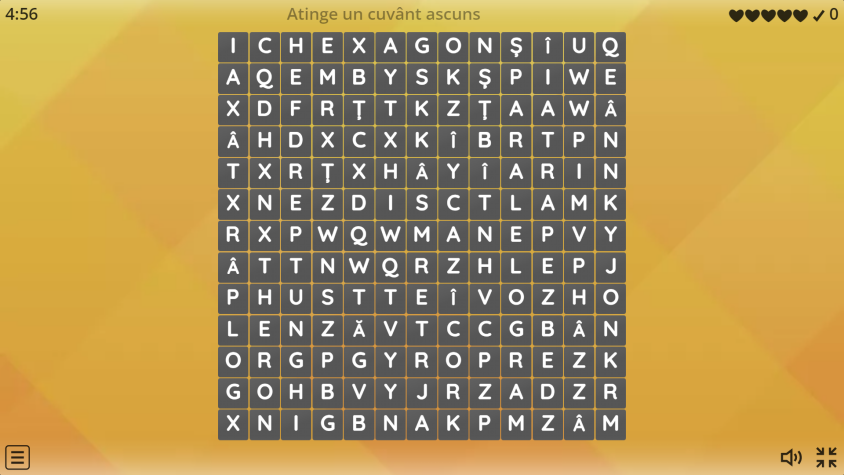 4:56
Atinge un cuvânt ascuns
0
I C H E X A G O N Ș Î U Q
A Q E M B Y S K Ș P I W E
X D F R Ț T K Z Ț A A W Â
Â H D X C X K Î B R T P N
T X R Ț X H Â Y Î A R I N
X N E Z D I S C T L A M K
R X P W Q W M A N E P V Y
Â T T N W Q R Z H L E P J
P H U S T T E Î V O Z H O
L E N Z Ă V T C C G B Â N
O R G P G Y R O P R E Z K
G O H B V Y J R Z A D Z R
X N I G B N A K P M Z Â M